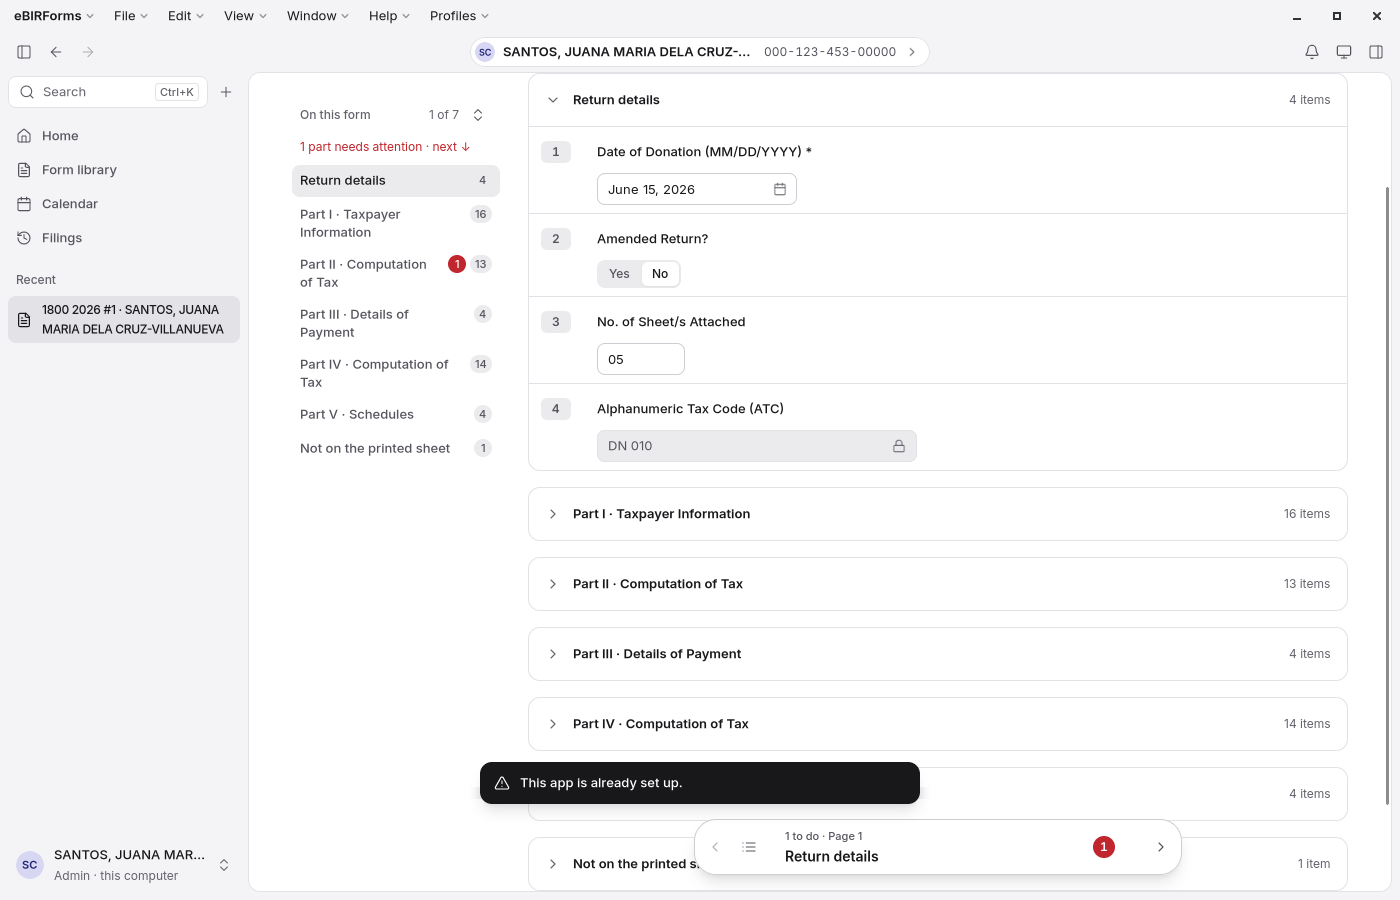 eBIRForms File Edit View Window Help Profiles
SC SANTOS, JUANA MARIA DELA CRUZ-... 000-123-453-00000
Search Ctrl+K
Home
Form library
Calendar
Filings
Recent
1800 2026 #1 · SANTOS, JUANA
MARIA DELA CRUZ-VILLANUEVA
SC SANTOS, JUANA MAR...
Admin · this computer
On this form 1 of 7
1 part needs attention · next ↓
Return details 4
Part I · Taxpayer 16
Information
Part II · Computation 1 13
of Tax
Part III · Details of 4
Payment
Part IV · Computation of 14
Tax
Part V · Schedules 4
Not on the printed sheet 1
Return details 4 items
1 Date of Donation (MM/DD/YYYY) *
June 15, 2026
2 Amended Return?
Yes No
3 No. of Sheet/s Attached
05
4 Alphanumeric Tax Code (ATC)
DN 010
Part I · Taxpayer Information 16 items
Part II · Computation of Tax 13 items
Part III · Details of Payment 4 items
Part IV · Computation of Tax 14 items
This app is already set up.
4 items
1 to do · Page 1
Return details 1
Not on the printed 1 item